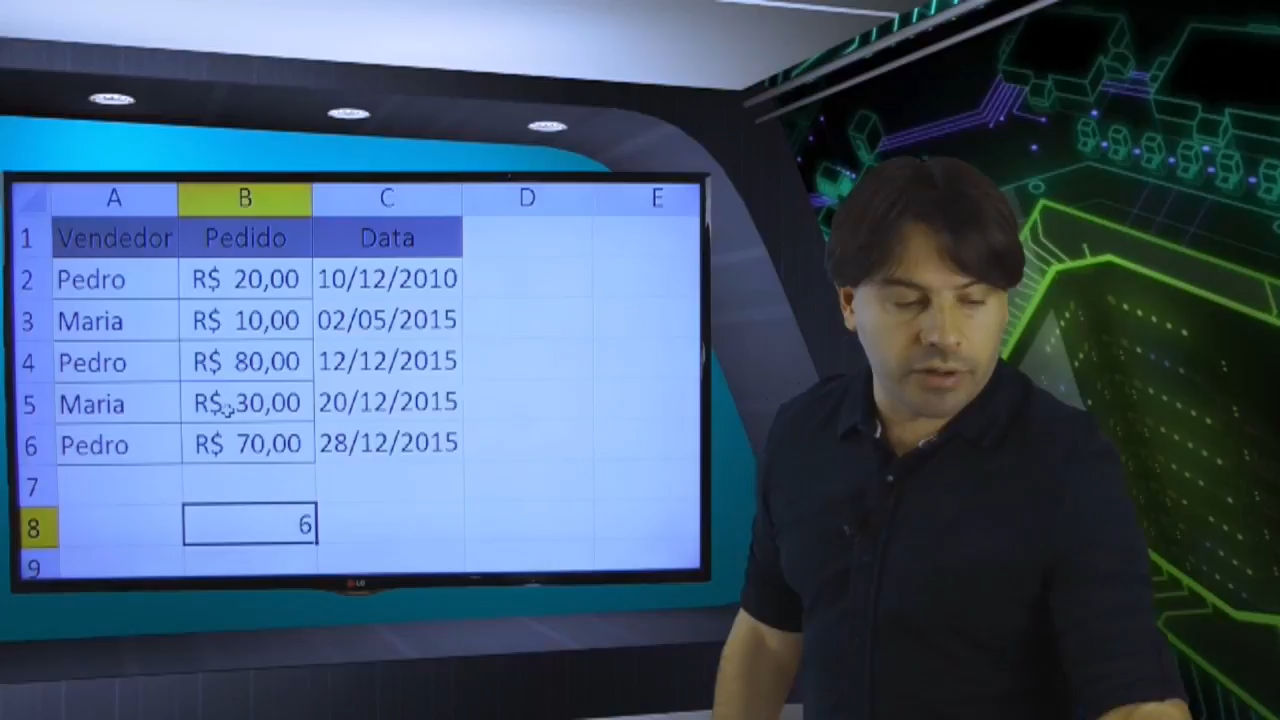 A B C D E
1 Vendedor Pedido Data
2 Pedro R$ 20,00 10/12/2010
3 Maria R$ 10,00 02/05/2015
4 Pedro R$ 80,00 12/12/2015
5 Maria R$ 30,00 20/12/2015
6 Pedro R$ 70,00 28/12/2015
7
8 6
9
LG